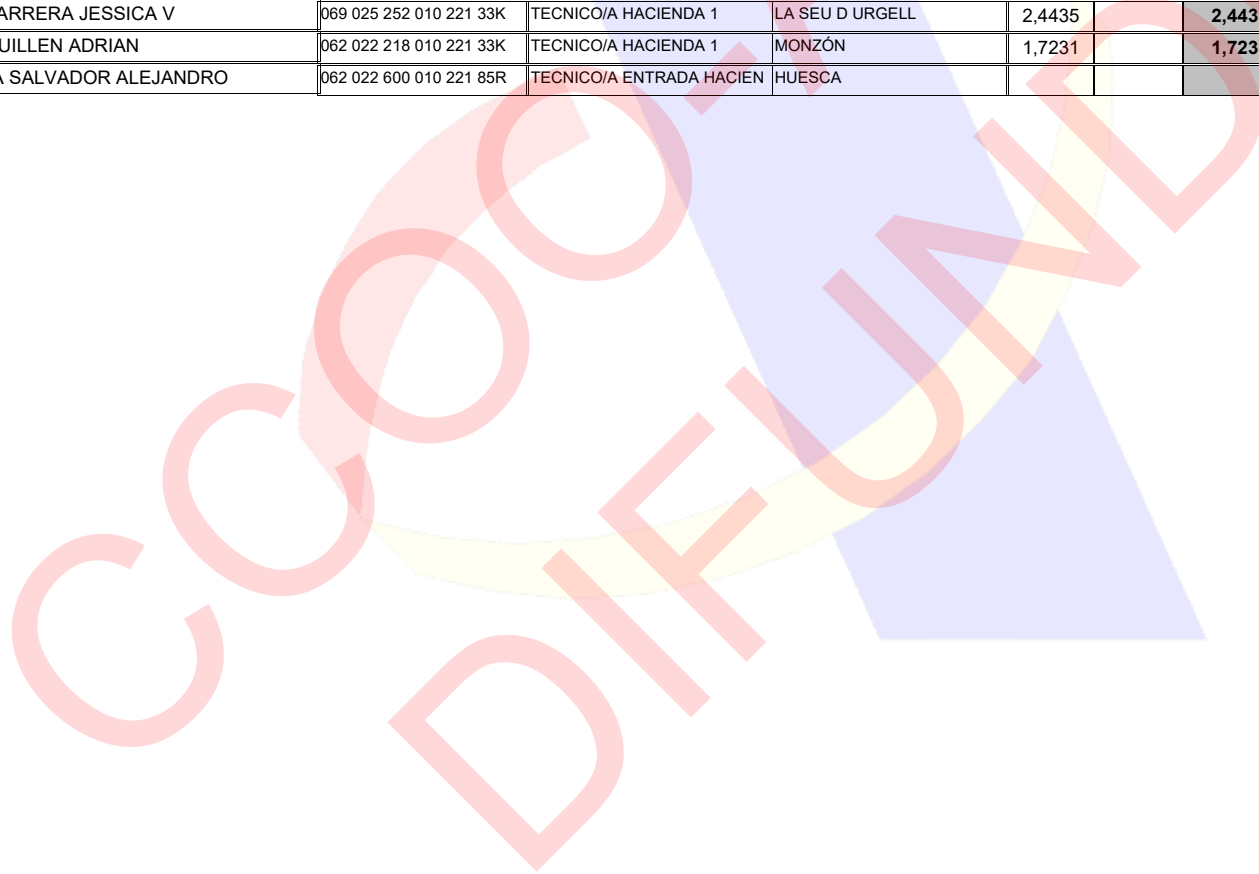 ARRERA JESSICA V 069 025 252 010 221 33K TECNICO/A HACIENDA 1 LA SEU D URGELL 2,4435 2,443
UILLEN ADRIAN 062 022 218 010 221 33K TECNICO/A HACIENDA 1 MONZÓN 1,7231 1,723
A SALVADOR ALEJANDRO 062 022 600 010 221 85R TECNICO/A ENTRADA HACIEN HUESCA
CCOO-
DIFUND